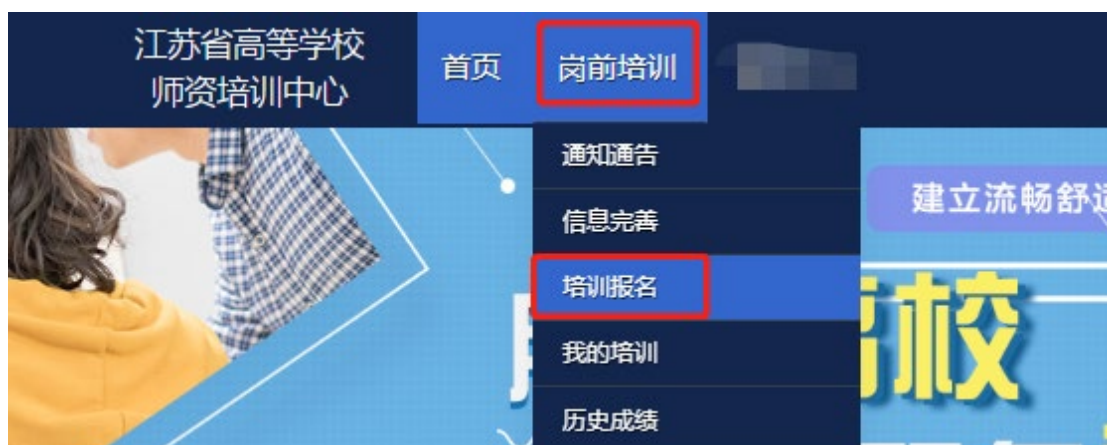 江苏省高等学校
师资培训中心
首页
岗前培训
通知通告
信息完善
培训报名
我的培训
历史成绩
建立流畅舒适
高校